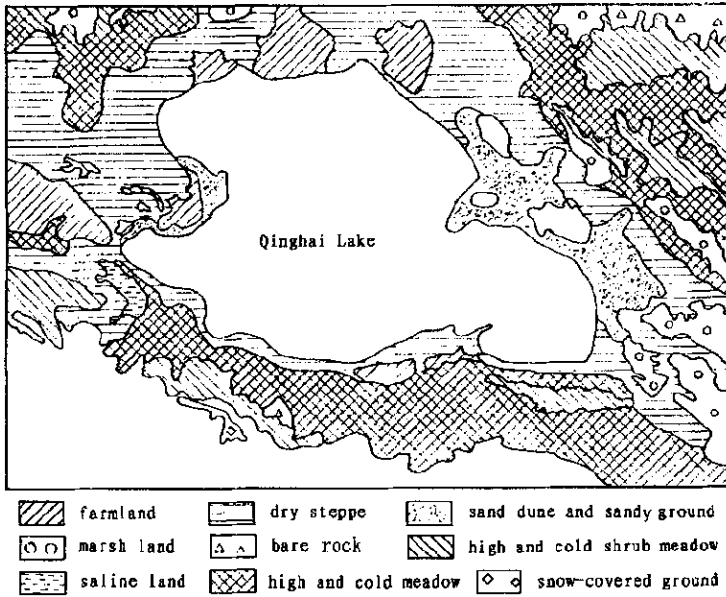 Qinghai Lake
farmland dry steppe sand dune and sandy ground
marsh land bare rock high and cold shrub meadow
saline land high and cold meadow snow-covered ground